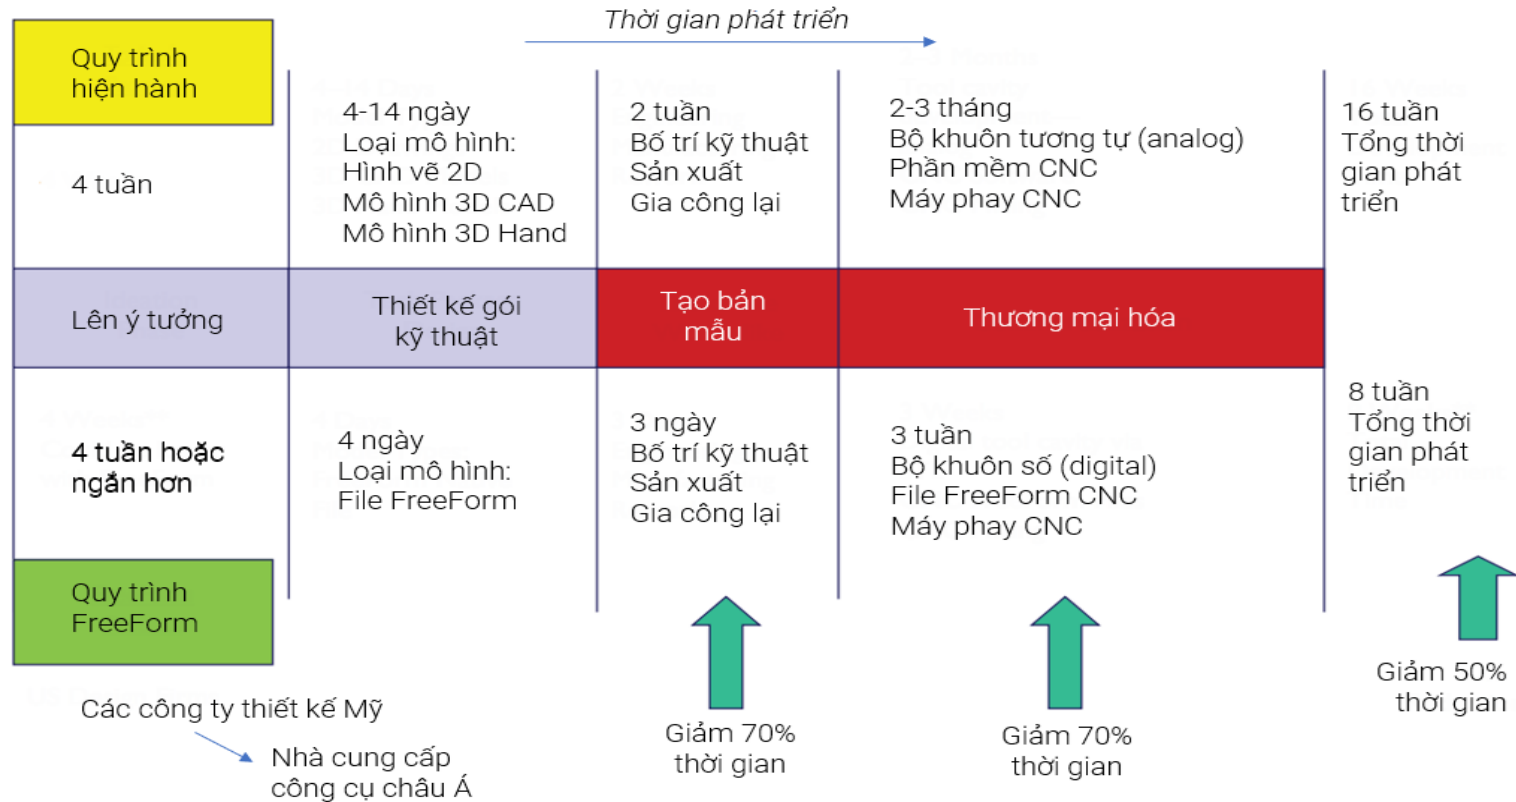 Thời gian phát triển
Quy trình
hiện hành
4 tuần
4-14 ngày
Loại mô hình:
Hình vẽ 2D
Mô hình 3D CAD
Mô hình 3D Hand
2 tuần
Bố trí kỹ thuật
Sản xuất
Gia công lại
2-3 tháng
Bộ khuôn tương tự (analog)
Phần mềm CNC
Máy phay CNC
16 tuần
Tổng thời
gian phát
triển
Lên ý tưởng
Thiết kế gói
kỹ thuật
Tạo bản
mẫu
Thương mại hóa
4 tuần hoặc
ngắn hơn
4 ngày
Loại mô hình:
File FreeForm
3 ngày
Bố trí kỹ thuật
Sản xuất
Gia công lại
3 tuần
Bộ khuôn số (digital)
File FreeForm CNC
Máy phay CNC
8 tuần
Tổng thời
gian phát
triển
Quy trình
FreeForm
Các công ty thiết kế Mỹ
Nhà cung cấp
công cụ châu Á
Giảm 70%
thời gian
Giảm 70%
thời gian
Giảm 50%
thời gian